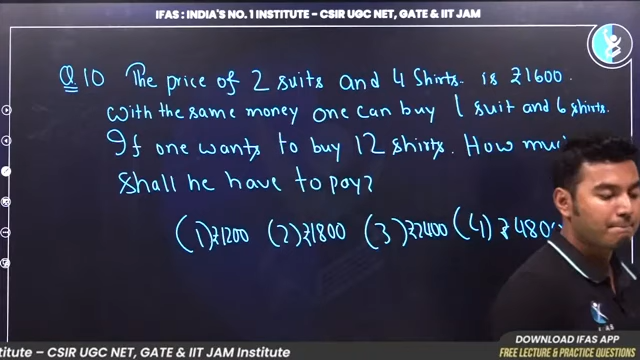 IFAS : INDIA'S NO. 1 INSTITUTE – CSIR UGC NET, GATE & IIT JAM
Q.10 The price of 2 suits and 4 Shirts. is ₹1600.
with the same money one can buy 1 suit and 6 shirts.
If one wants to buy 12 shirts. How
shall he have to pay?
(1) ₹1200 (2) ₹1800 (3) ₹2400 (4) ₹480
IFAS
DOWNLOAD IFAS APP
FREE LECTURE & PRACTICE QUESTIONS
– CSIR UGC NET, GATE & IIT JAM Institute